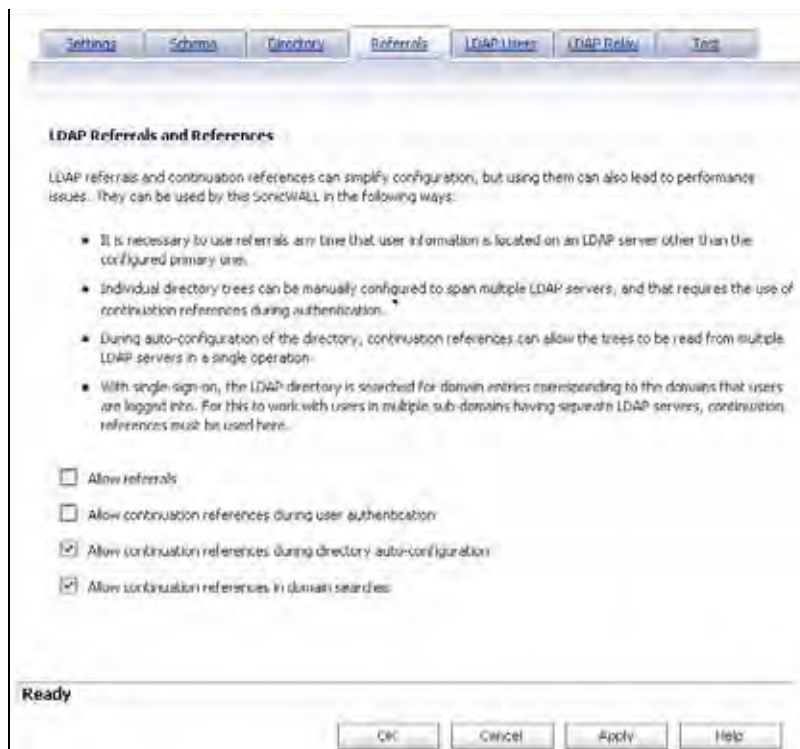 Settings Schema Directory Referrals LDAP Users LDAP Relay Test
LDAP Referrals and References
LDAP referrals and continuation references can simplify configuration, but using them can also lead to performance
issues. They can be used by this SonicWALL in the following ways:
• It is necessary to use referrals any time that user information is located on an LDAP server other than the
configured primary one.
• Individual directory trees can be manually configured to span multiple LDAP servers, and that requires the use of
continuation references during authentication.
• During auto-configuration of the directory, continuation references can allow the trees to be read from multiple
LDAP servers in a single operation.
• With single-sign-on, the LDAP directory is searched for domain entries corresponding to the domains that users
are logged into. For this to work with users in multiple sub-domains having separate LDAP servers, continuation
references must be used here.
Allow referrals
Allow continuation references during user authentication
Allow continuation references during directory auto-configuration
Allow continuation references in domain searches
Ready
OK Cancel Apply Help